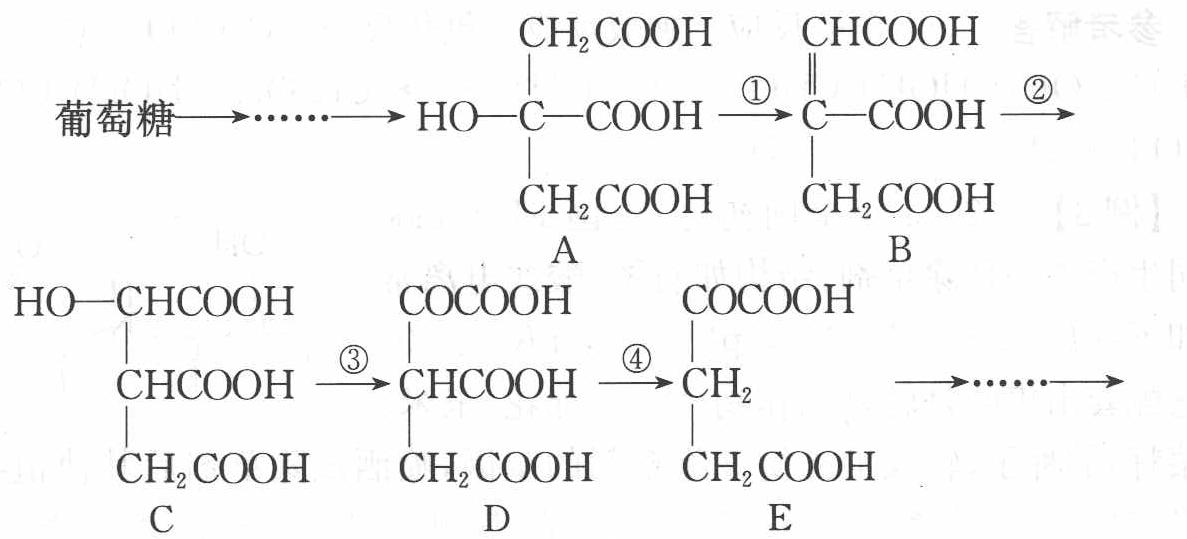 CH₂COOH CHCOOH
葡萄糖 ⟶ …… ⟶ HO—C—COOH ①⟶ C—COOH ②⟶
CH₂COOH CH₂COOH
A B
HO—CHCOOH COCOOH COCOOH
CHCOOH ③⟶ CHCOOH ④⟶ CH₂ ⟶ …… ⟶
CH₂COOH CH₂COOH CH₂COOH
C D E